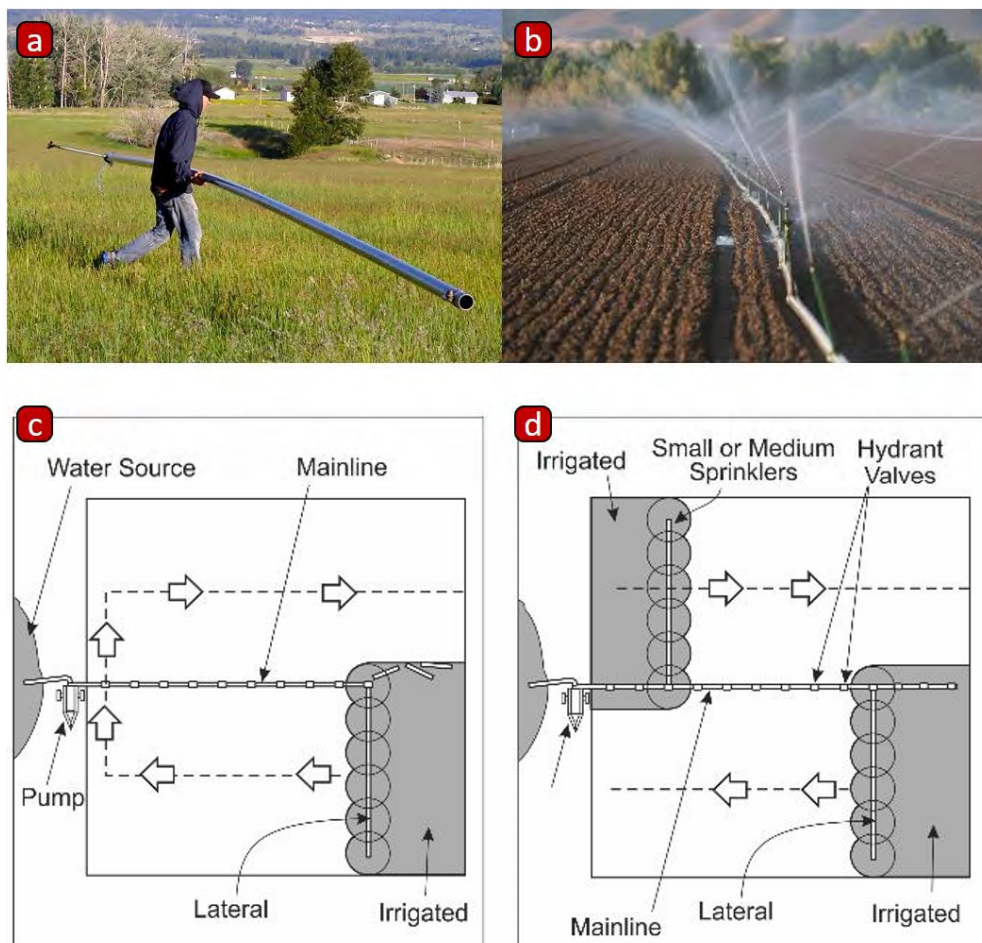 a
b
c
Water Source
Mainline
Pump
Lateral
Irrigated
d
Irrigated
Small or Medium
Sprinklers
Hydrant
Valves
Mainline
Lateral
Irrigated